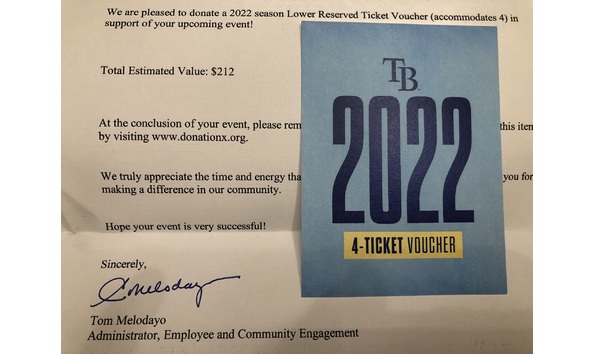 We are pleased to donate a 2022 season Lower Reserved Ticket Voucher (accommodates 4) in
support of your upcoming event!
Total Estimated Value: $212
At the conclusion of your event, please rem
this iten
by visiting www.donationx.org.
We truly appreciate the time and energy tha
you for
making a difference in our community.
Hope your event is very successful!
Sincerely,
Tom Melodayo
Administrator, Employee and Community Engagement
TB
2022
4-TICKET VOUCHER